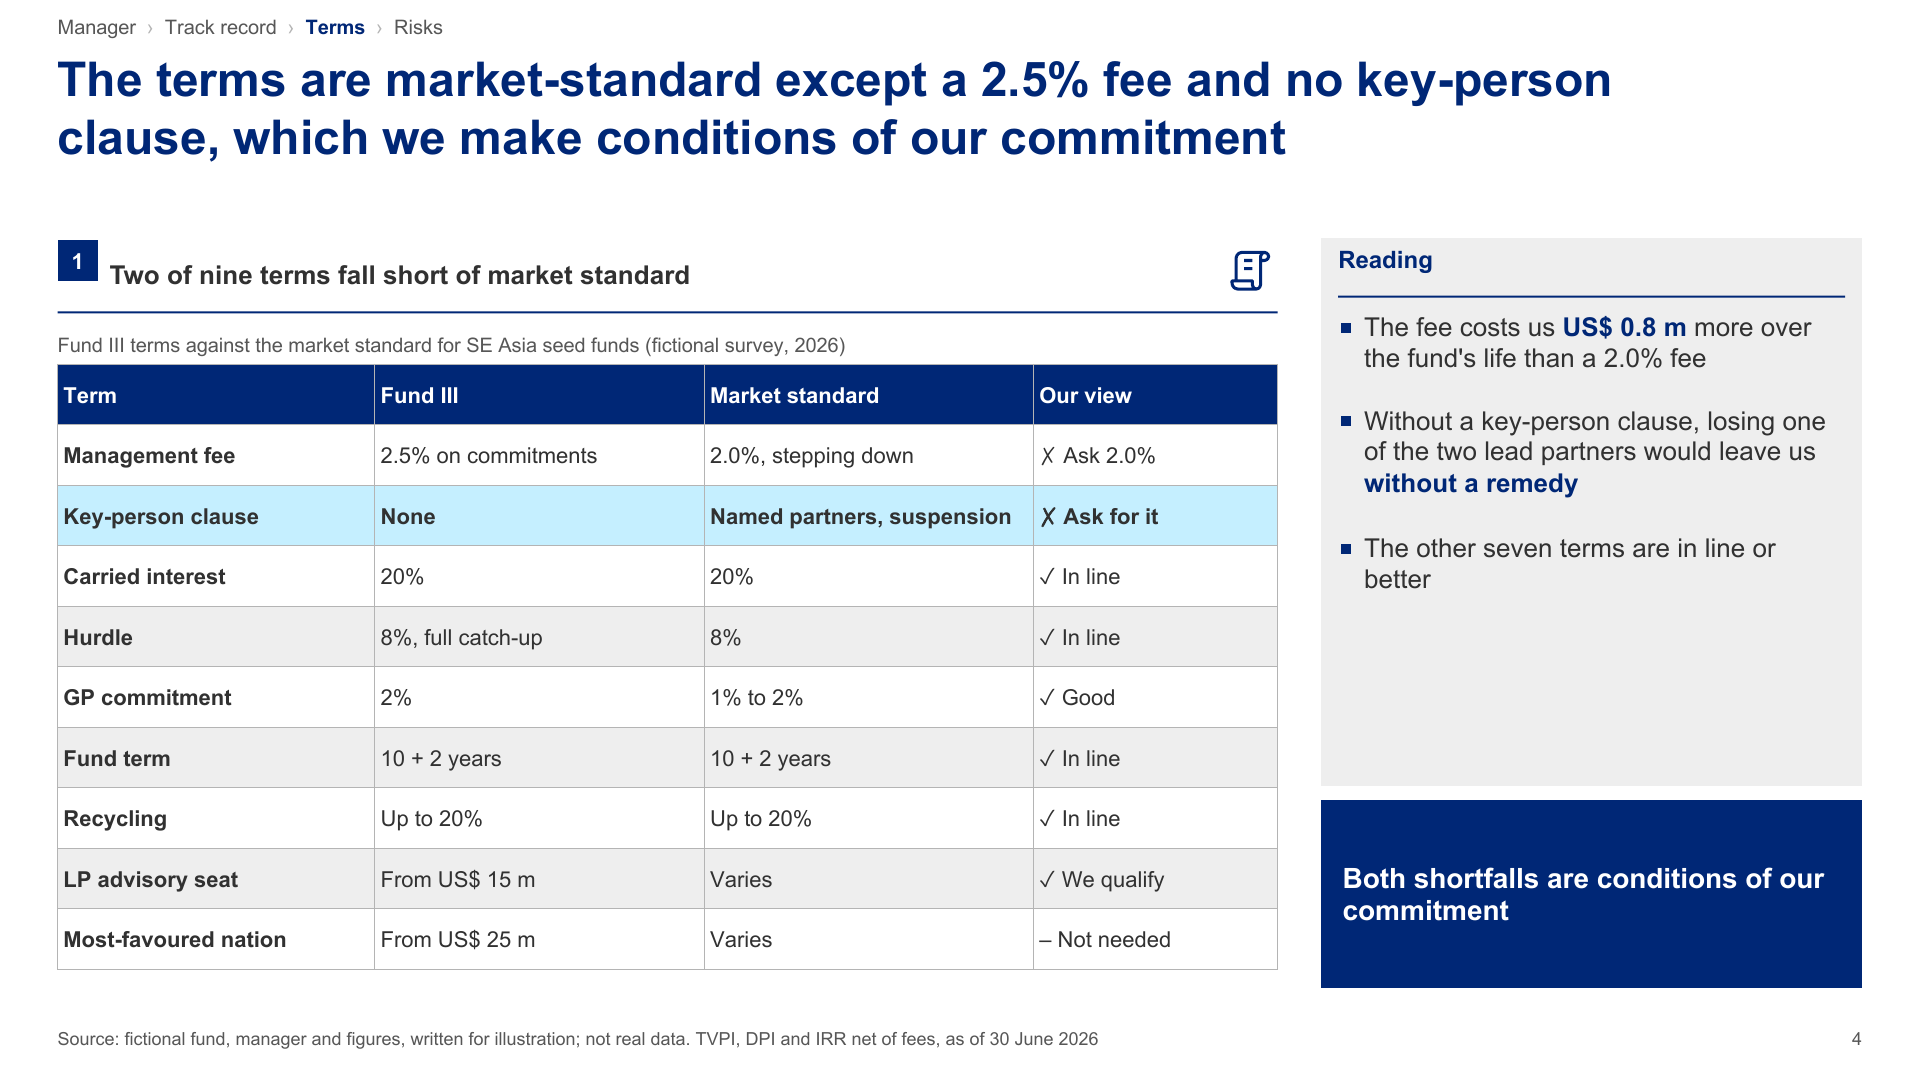 Manager › Track record › Terms › Risks
The terms are market-standard except a 2.5% fee and no key-person
clause, which we make conditions of our commitment
1
Two of nine terms fall short of market standard
Fund III terms against the market standard for SE Asia seed funds (fictional survey, 2026)
Term Fund III Market standard Our view
Management fee 2.5% on commitments 2.0%, stepping down ✗ Ask 2.0%
Key-person clause None Named partners, suspension ✗ Ask for it
Carried interest 20% 20% ✓ In line
Hurdle 8%, full catch-up 8% ✓ In line
GP commitment 2% 1% to 2% ✓ Good
Fund term 10 + 2 years 10 + 2 years ✓ In line
Recycling Up to 20% Up to 20% ✓ In line
LP advisory seat From US$ 15 m Varies ✓ We qualify
Most-favoured nation From US$ 25 m Varies – Not needed
Reading
▪ The fee costs us US$ 0.8 m more over
the fund's life than a 2.0% fee
▪ Without a key-person clause, losing one
of the two lead partners would leave us
without a remedy
▪ The other seven terms are in line or
better
Both shortfalls are conditions of our
commitment
Source: fictional fund, manager and figures, written for illustration; not real data. TVPI, DPI and IRR net of fees, as of 30 June 2026
4